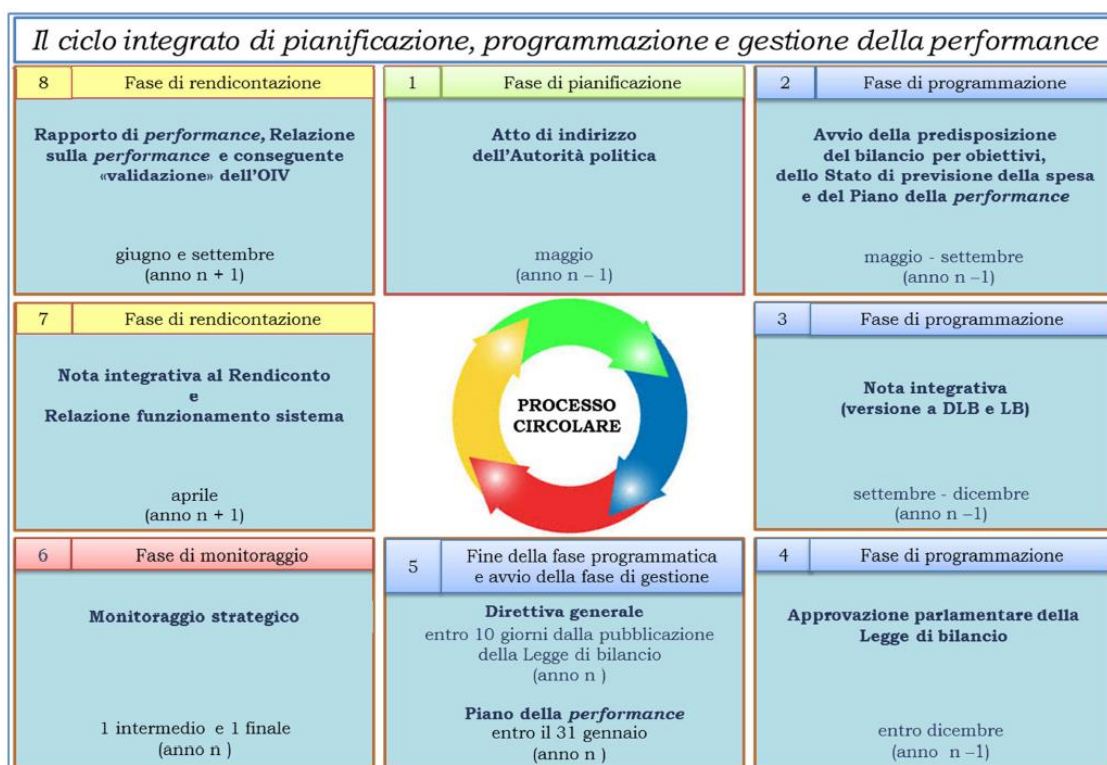 Il ciclo integrato di pianificazione, programmazione e gestione della performance
8 Fase di rendicontazione
Rapporto di performance, Relazione
sulla performance e conseguente
«validazione» dell'OIV
giugno e settembre
(anno n + 1)
1 Fase di pianificazione
Atto di indirizzo
dell'Autorità politica
maggio
(anno n – 1)
2 Fase di programmazione
Avvio della predisposizione
del bilancio per obiettivi,
dello Stato di previsione della spesa
e del Piano della performance
maggio - settembre
(anno n –1)
7 Fase di rendicontazione
Nota integrativa al Rendiconto
e
Relazione funzionamento sistema
aprile
(anno n + 1)
PROCESSO
CIRCOLARE
3 Fase di programmazione
Nota integrativa
(versione a DLB e LB)
settembre - dicembre
(anno n –1)
6 Fase di monitoraggio
Monitoraggio strategico
1 intermedio e 1 finale
(anno n )
5 Fine della fase programmatica
e avvio della fase di gestione
Direttiva generale
entro 10 giorni dalla pubblicazione
della Legge di bilancio
(anno n )
Piano della performance
entro il 31 gennaio
(anno n )
4 Fase di programmazione
Approvazione parlamentare della
Legge di bilancio
entro dicembre
(anno n –1)